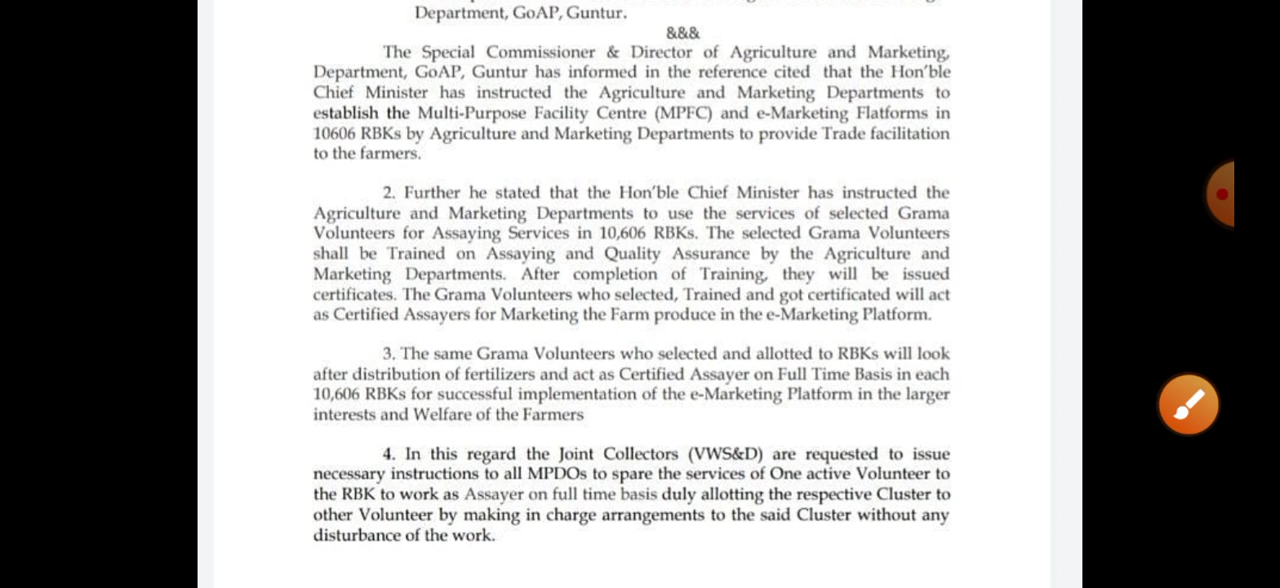 Department, GoAP, Guntur.
&&&
The Special Commissioner & Director of Agriculture and Marketing,
Department, GoAP, Guntur has informed in the reference cited that the Hon'ble
Chief Minister has instructed the Agriculture and Marketing Departments to
establish the Multi-Purpose Facility Centre (MPFC) and e-Marketing Flatforms in
10606 RBKs by Agriculture and Marketing Departments to provide Trade facilitation
to the farmers.
2. Further he stated that the Hon'ble Chief Minister has instructed the
Agriculture and Marketing Departments to use the services of selected Grama
Volunteers for Assaying Services in 10,606 RBKs. The selected Grama Volunteers
shall be Trained on Assaying and Quality Assurance by the Agriculture and
Marketing Departments. After completion of Training, they will be issued
certificates. The Grama Volunteers who selected, Trained and got certificated will act
as Certified Assayers for Marketing the Farm produce in the e-Marketing Platform.
3. The same Grama Volunteers who selected and allotted to RBKs will look
after distribution of fertilizers and act as Certified Assayer on Full Time Basis in each
10,606 RBKs for successful implementation of the e-Marketing Platform in the larger
interests and Welfare of the Farmers
4. In this regard the Joint Collectors (VWS&D) are requested to issue
necessary instructions to all MPDOs to spare the services of One active Volunteer to
the RBK to work as Assayer on full time basis duly allotting the respective Cluster to
other Volunteer by making in charge arrangements to the said Cluster without any
disturbance of the work.